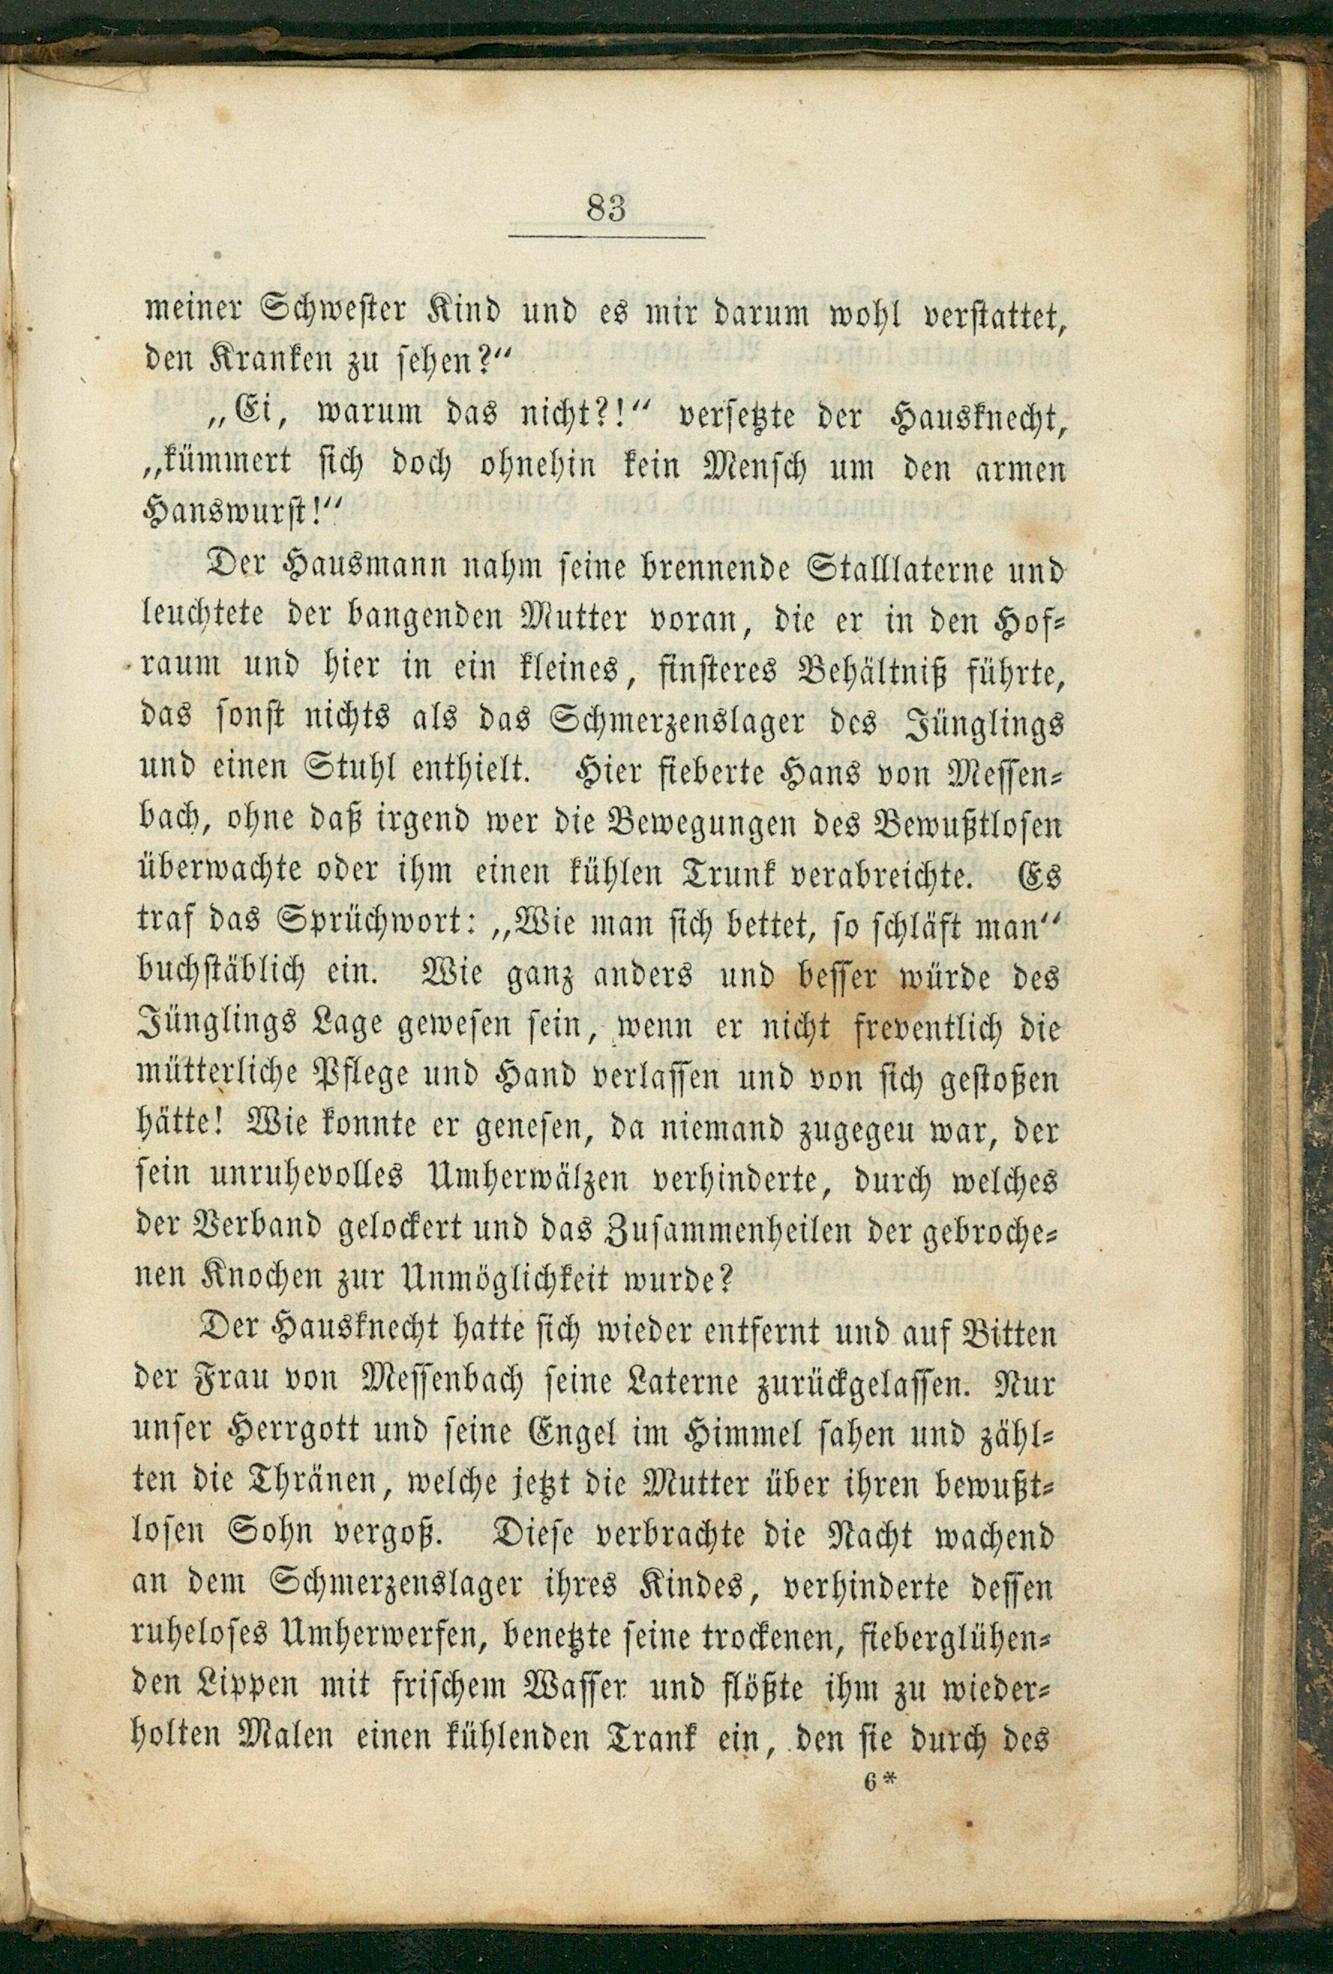 83
meiner Schwester Kind und es mir darum wohl verstattet,
den Kranken zu sehen?“
„Ei, warum das nicht?!“ versetzte der Hausknecht,
„kümmert sich doch ohnehin kein Mensch um den armen
Hanswurst!“
Der Hausmann nahm seine brennende Stalllaterne und
leuchtete der bangenden Mutter voran, die er in den Hof-
raum und hier in ein kleines, finsteres Behältniß führte,
das sonst nichts als das Schmerzenslager des Jünglings
und einen Stuhl enthielt. Hier fieberte Hans von Messen-
bach, ohne daß irgend wer die Bewegungen des Bewußtlosen
überwachte oder ihm einen kühlen Trunk verabreichte. Es
traf das Sprüchwort: „Wie man sich bettet, so schläft man“
buchstäblich ein. Wie ganz anders und besser würde des
Jünglings Lage gewesen sein, wenn er nicht freventlich die
mütterliche Pflege und Hand verlassen und von sich gestoßen
hätte! Wie konnte er genesen, da niemand zugegeu war, der
sein unruhevolles Umherwälzen verhinderte, durch welches
der Verband gelockert und das Zusammenheilen der gebroche-
nen Knochen zur Unmöglichkeit wurde?
Der Hausknecht hatte sich wieder entfernt und auf Bitten
der Frau von Messenbach seine Laterne zurückgelassen. Nur
unser Herrgott und seine Engel im Himmel sahen und zähl-
ten die Thränen, welche jetzt die Mutter über ihren bewußt-
losen Sohn vergoß. Diese verbrachte die Nacht wachend
an dem Schmerzenslager ihres Kindes, verhinderte dessen
ruheloses Umherwerfen, benetzte seine trockenen, fieberglühen-
den Lippen mit frischem Wasser und flößte ihm zu wieder-
holten Malen einen kühlenden Trank ein, den sie durch des
6*